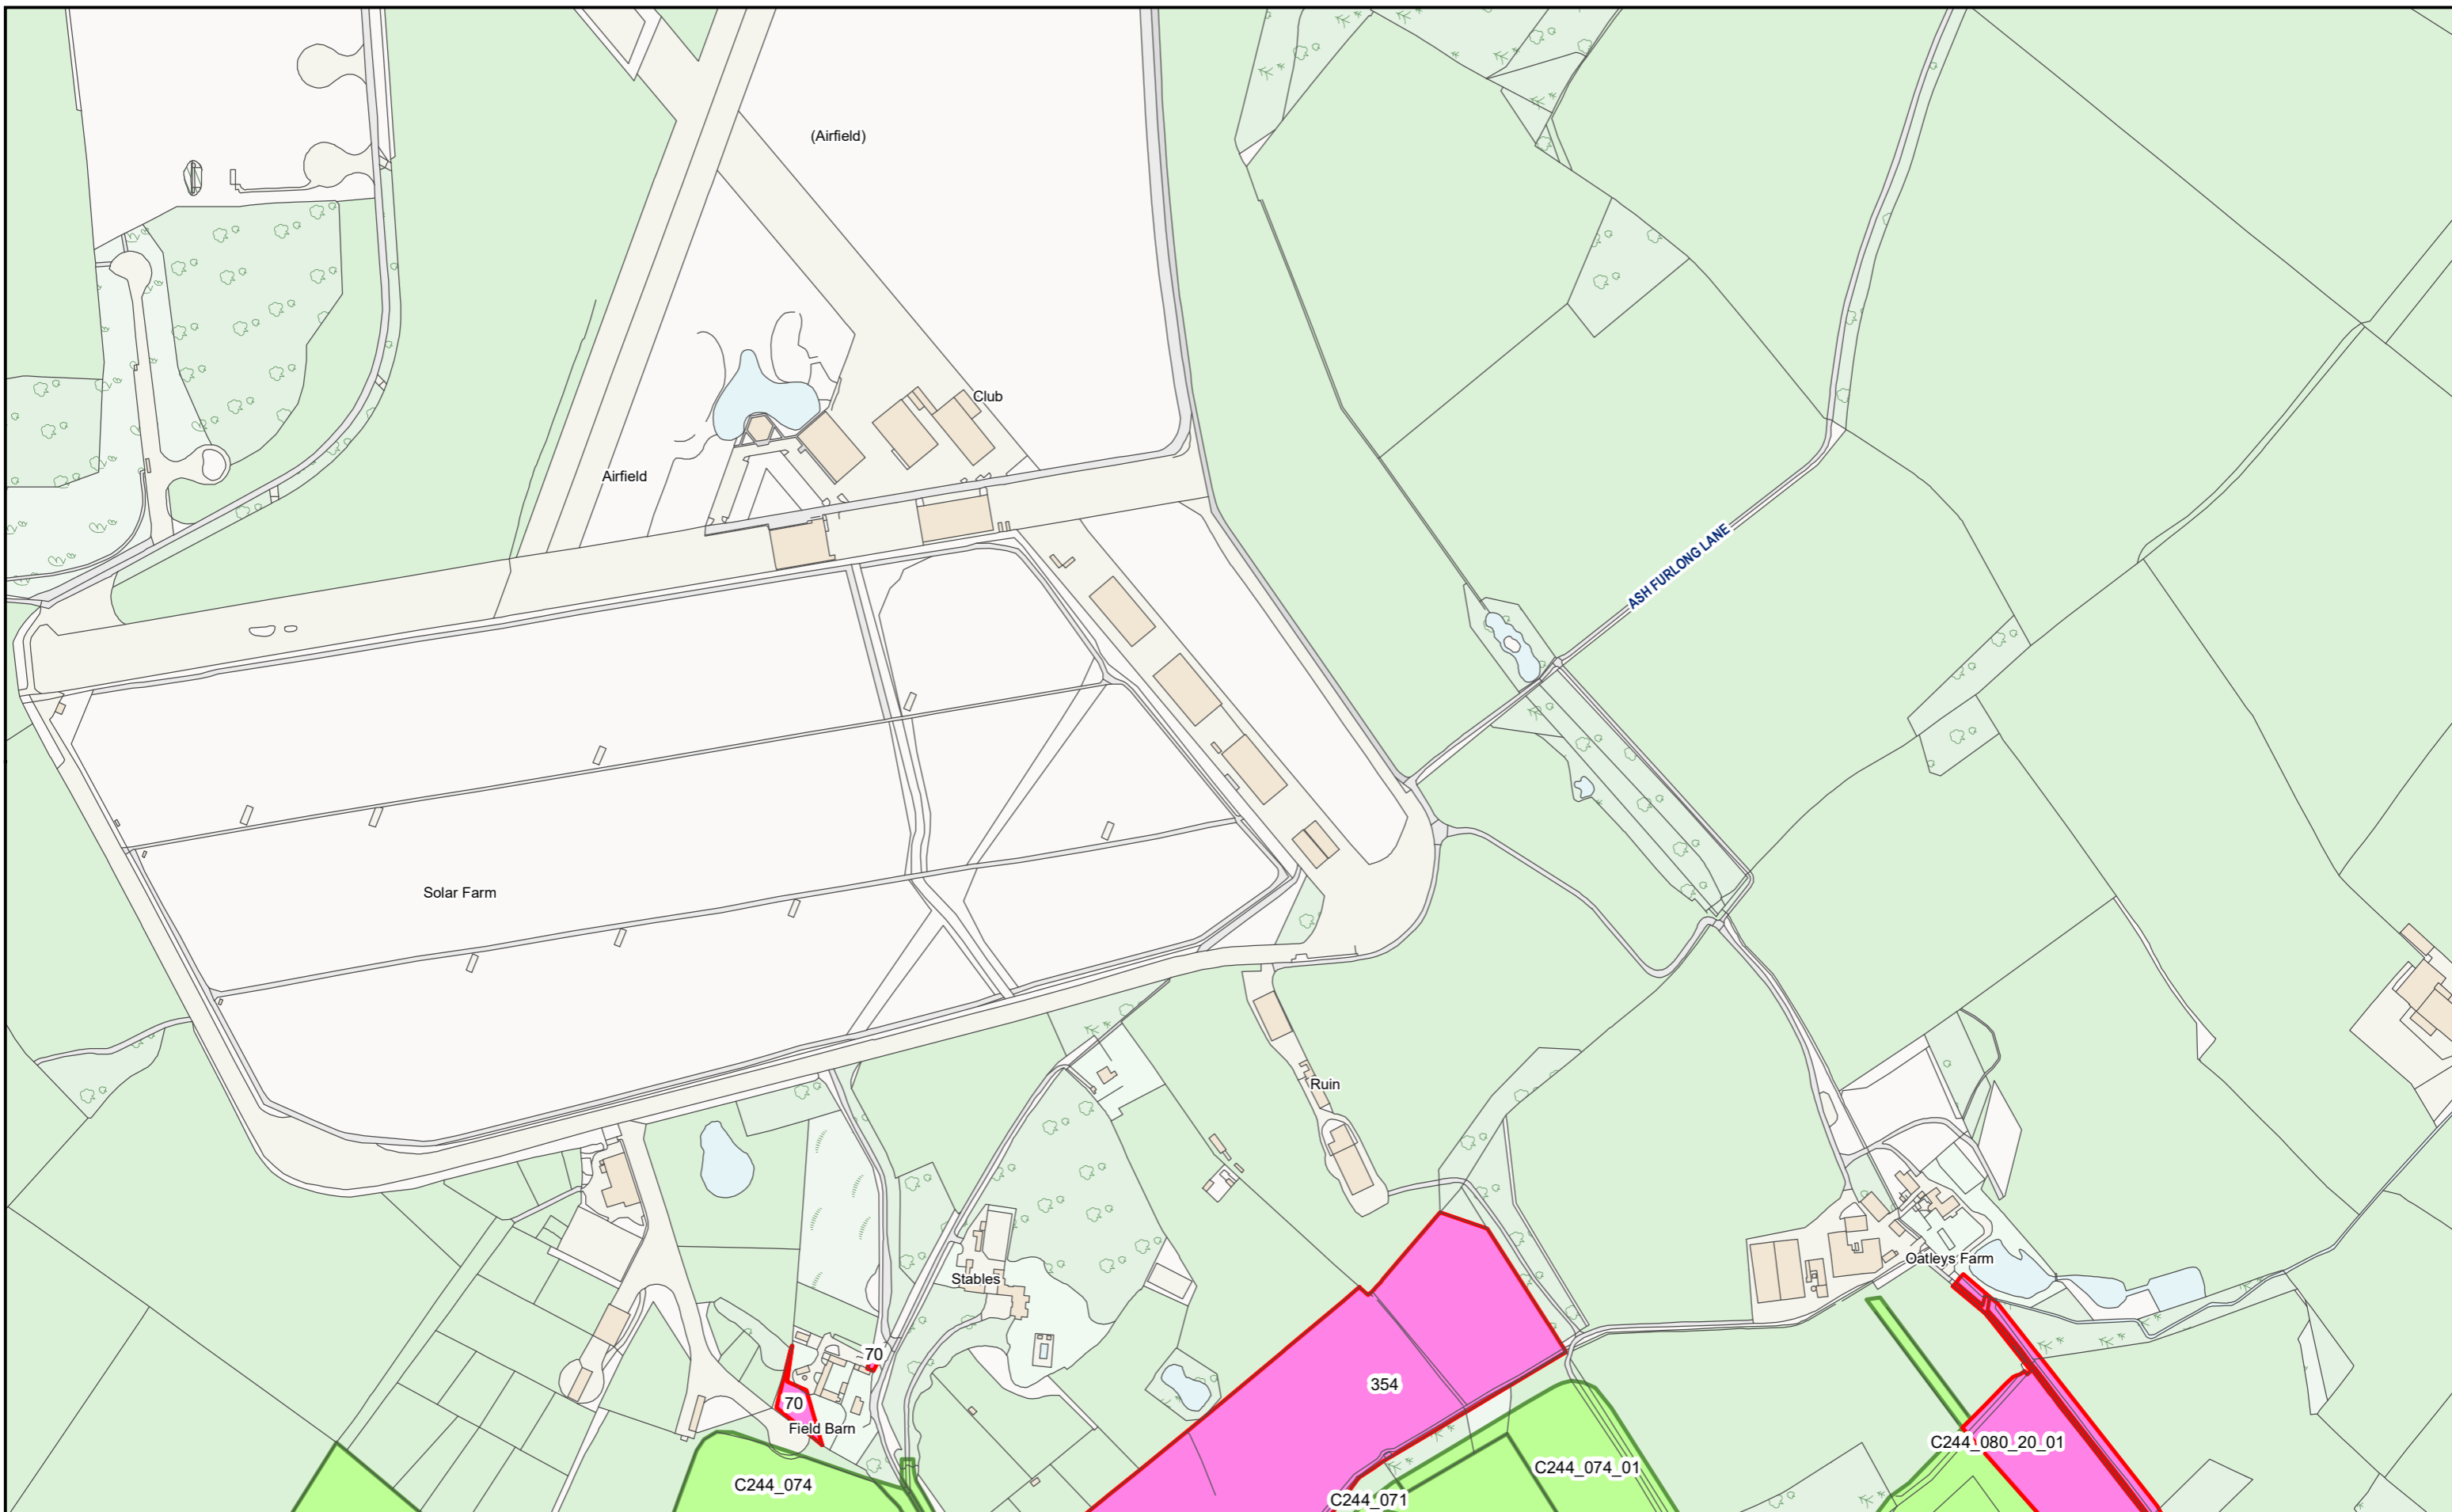 (Airfield)
Club
Airfield
ASH FURLONG LANE
Solar Farm
Ruin
Oatleys Farm
Stables
70
354
70
Field Barn
C244_080_20_01
C244_074_01
C244_074
C244_071